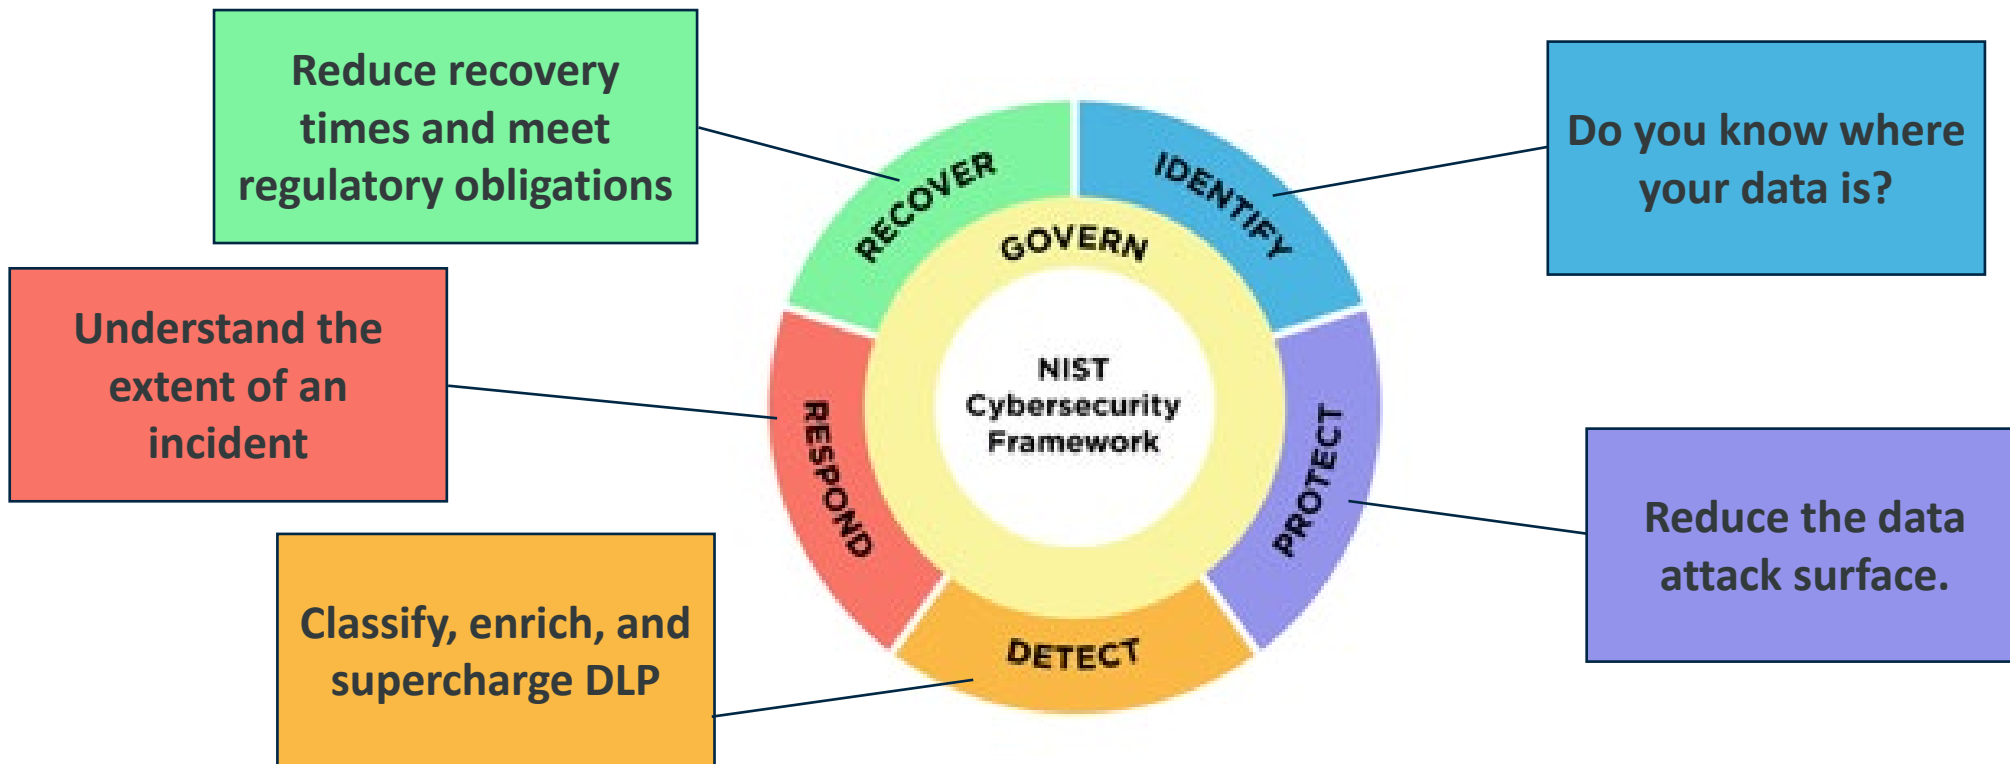 Reduce recovery
times and meet
regulatory obligations
Do you know where
your data is?
RECOVER
IDENTIFY
GOVERN
Understand the
extent of an
incident
NIST
Cybersecurity
Framework
RESPOND
PROTECT
Reduce the data
attack surface.
Classify, enrich, and
supercharge DLP
DETECT